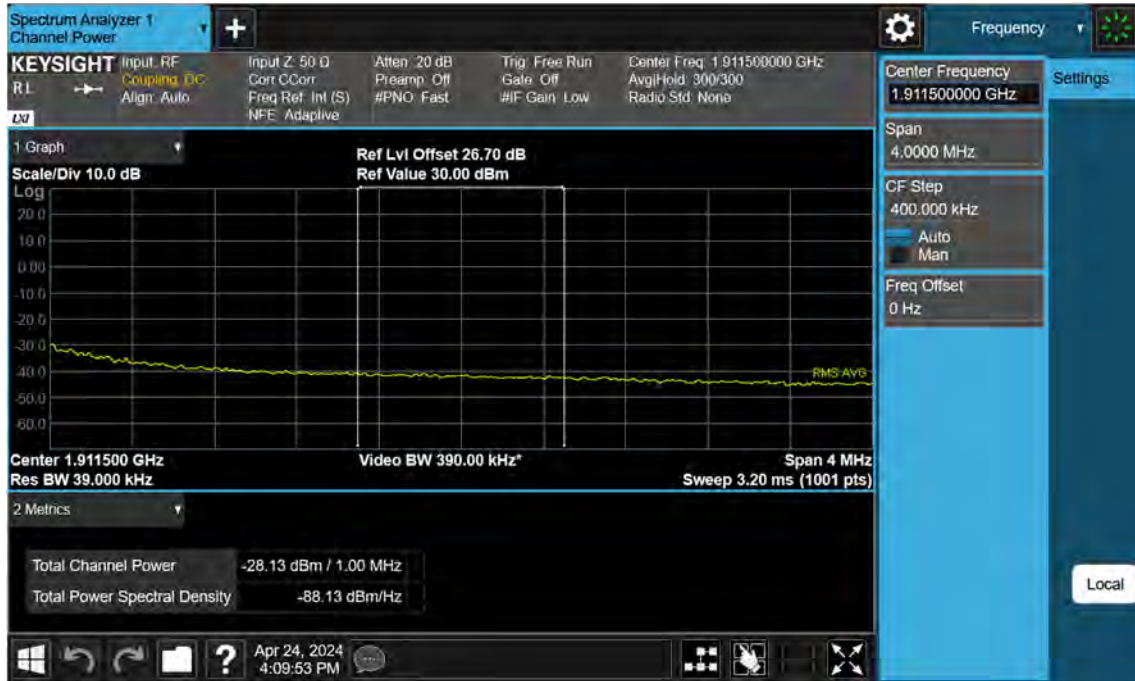 Spectrum Analyzer 1
Channel Power
+
Frequency
KEYSIGHT
RL
LXI
Input: RF
Coupling: DC
Align: Auto
Input Z: 50 Ω
Corr CCorr
Freq Ref: Int (S)
NFE: Adaptive
Atten: 20 dB
Preamp: Off
#PNO: Fast
Trig: Free Run
Gate: Off
#IF Gain: Low
Center Freq: 1.911500000 GHz
Avg|Hold: 300/300
Radio Std: None
Center Frequency
1.911500000 GHz
Settings
Span
4.0000 MHz
CF Step
400.000 kHz
Auto
Man
Freq Offset
0 Hz
Local
1 Graph
Scale/Div 10.0 dB
Ref Lvl Offset 26.70 dB
Ref Value 30.00 dBm
Log
20.0
10.0
0.00
-10.0
-20.0
-30.0
-40.0
-50.0
-60.0
RMS AVG
Center 1.911500 GHz
Video BW 390.00 kHz*
Span 4 MHz
Res BW 39.000 kHz
Sweep 3.20 ms (1001 pts)
2 Metrics
Total Channel Power
-28.13 dBm / 1.00 MHz
Total Power Spectral Density
-88.13 dBm/Hz
?
Apr 24, 2024
4:09:53 PM